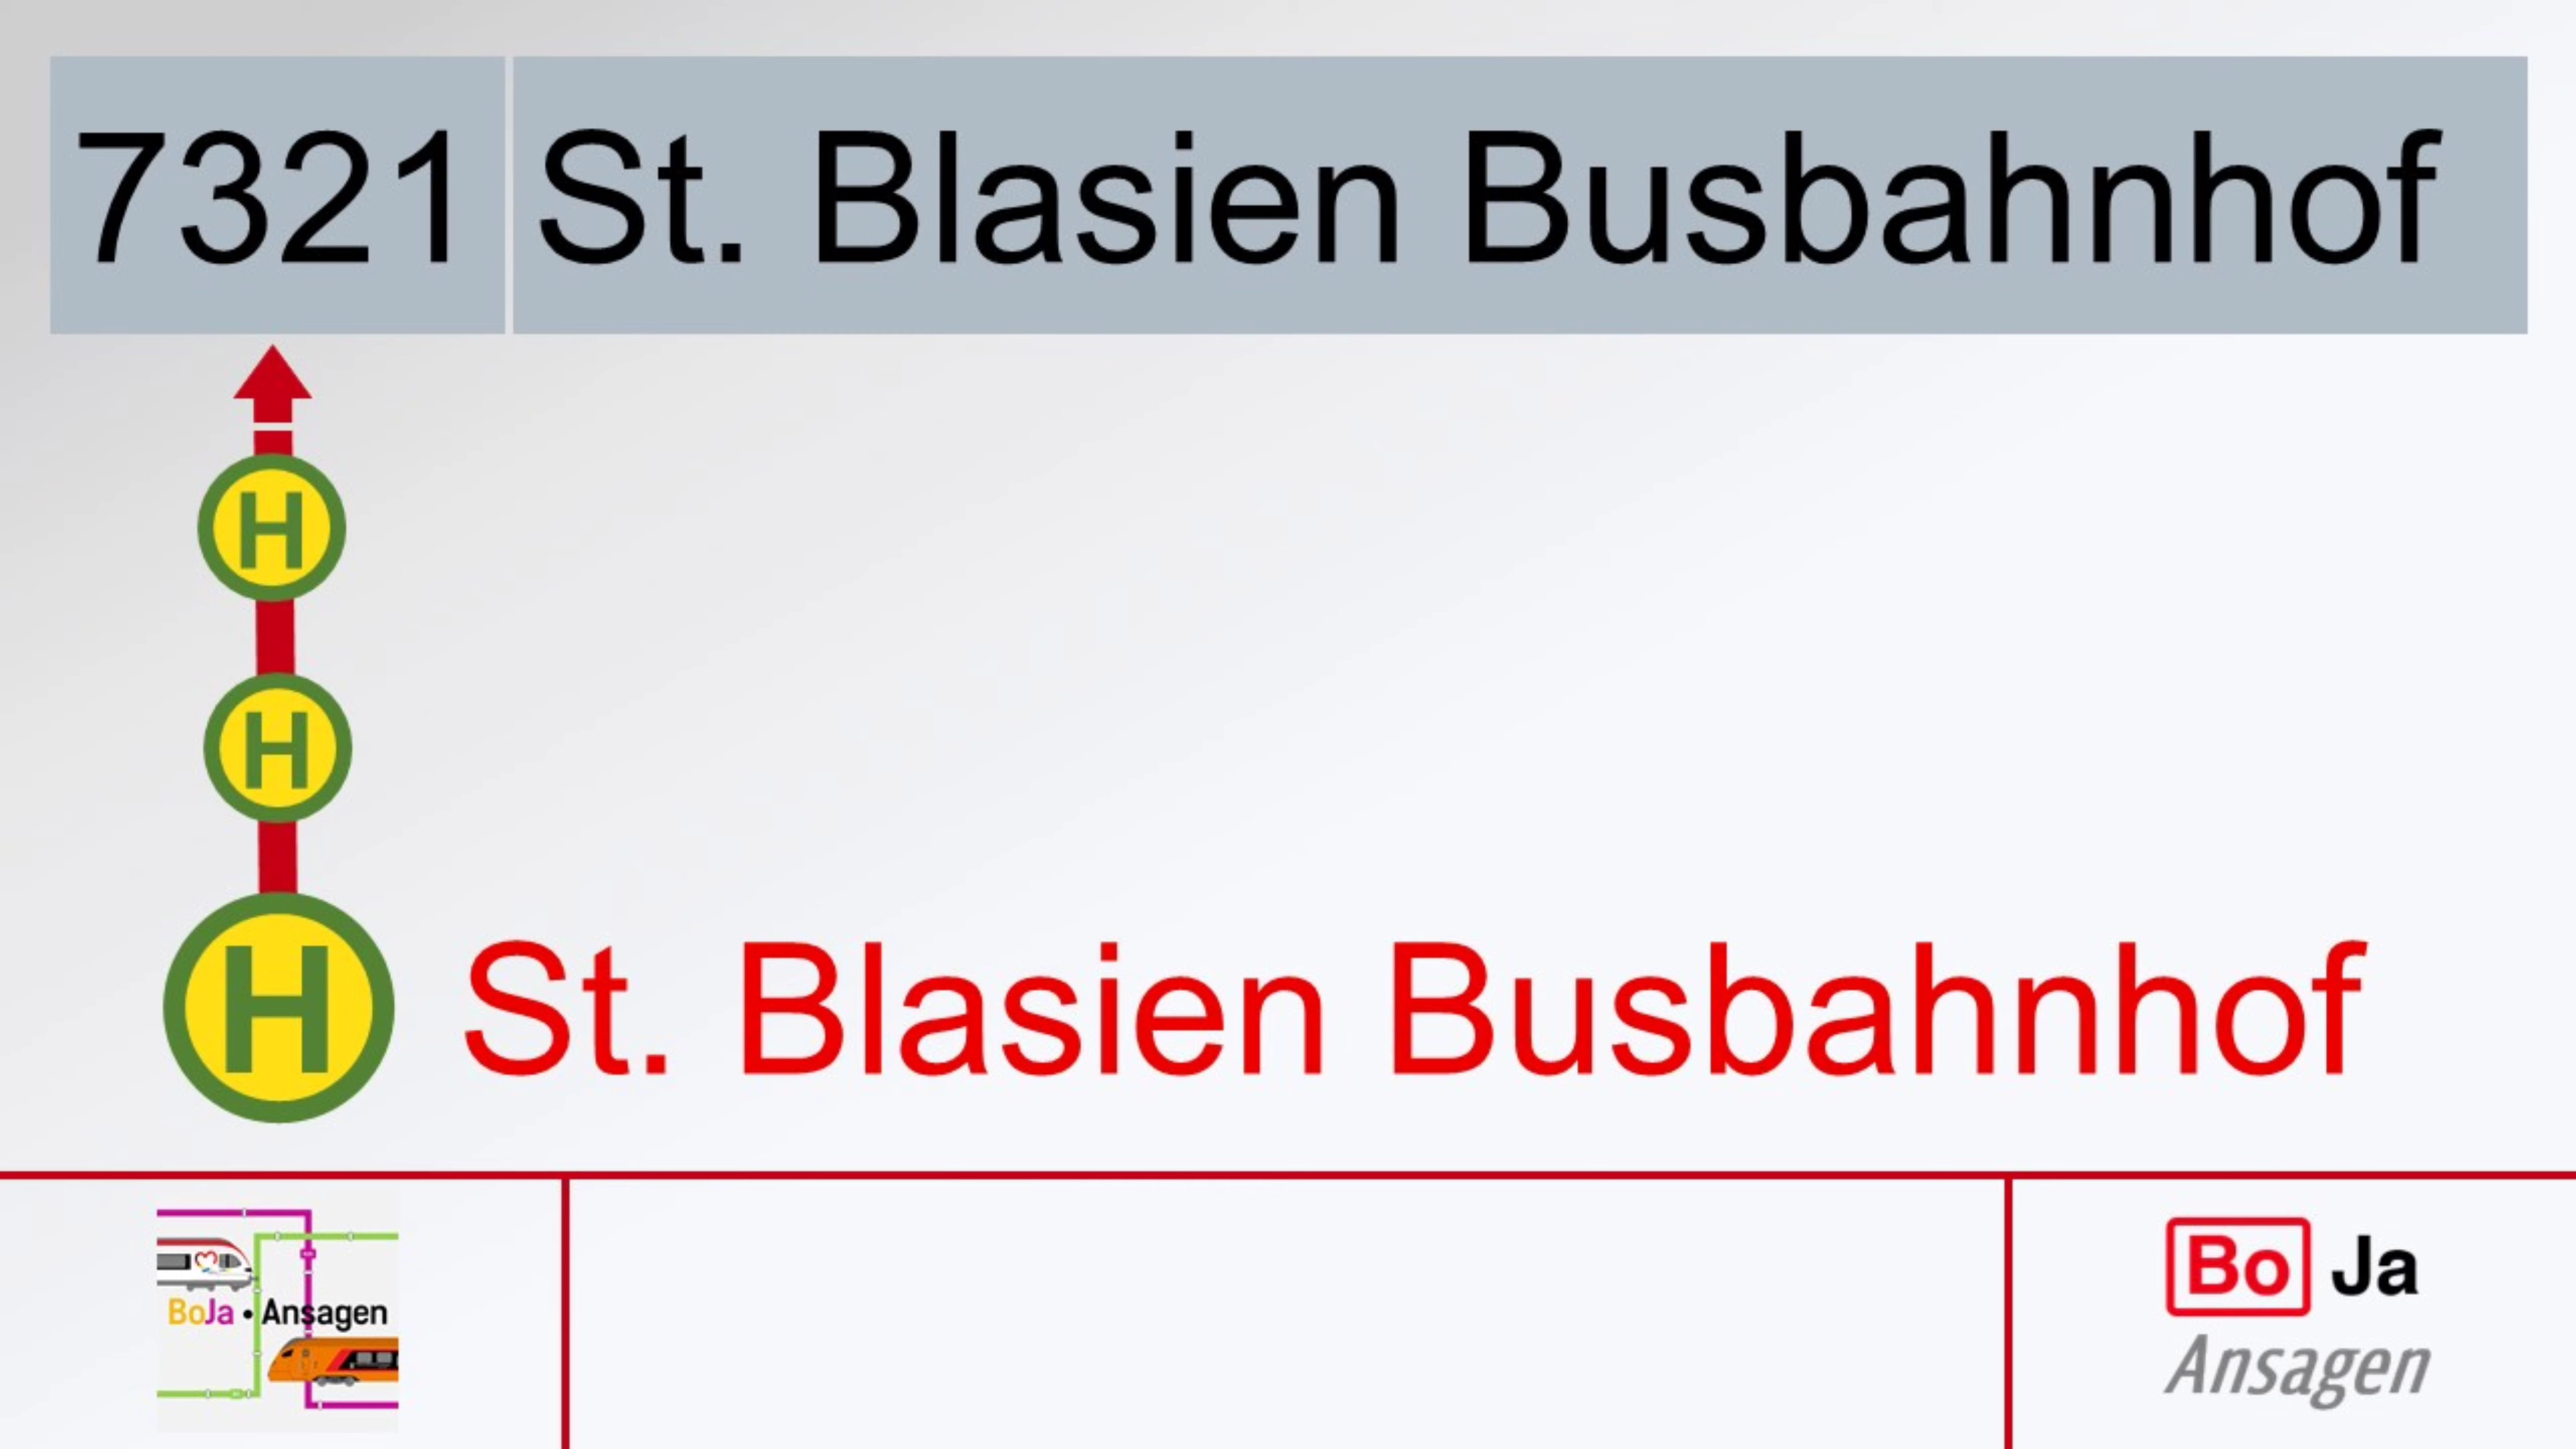 7321 St. Blasien Busbahnhof
H
H
H St. Blasien Busbahnhof
BoJa • Ansagen
Bo Ja
Ansagen